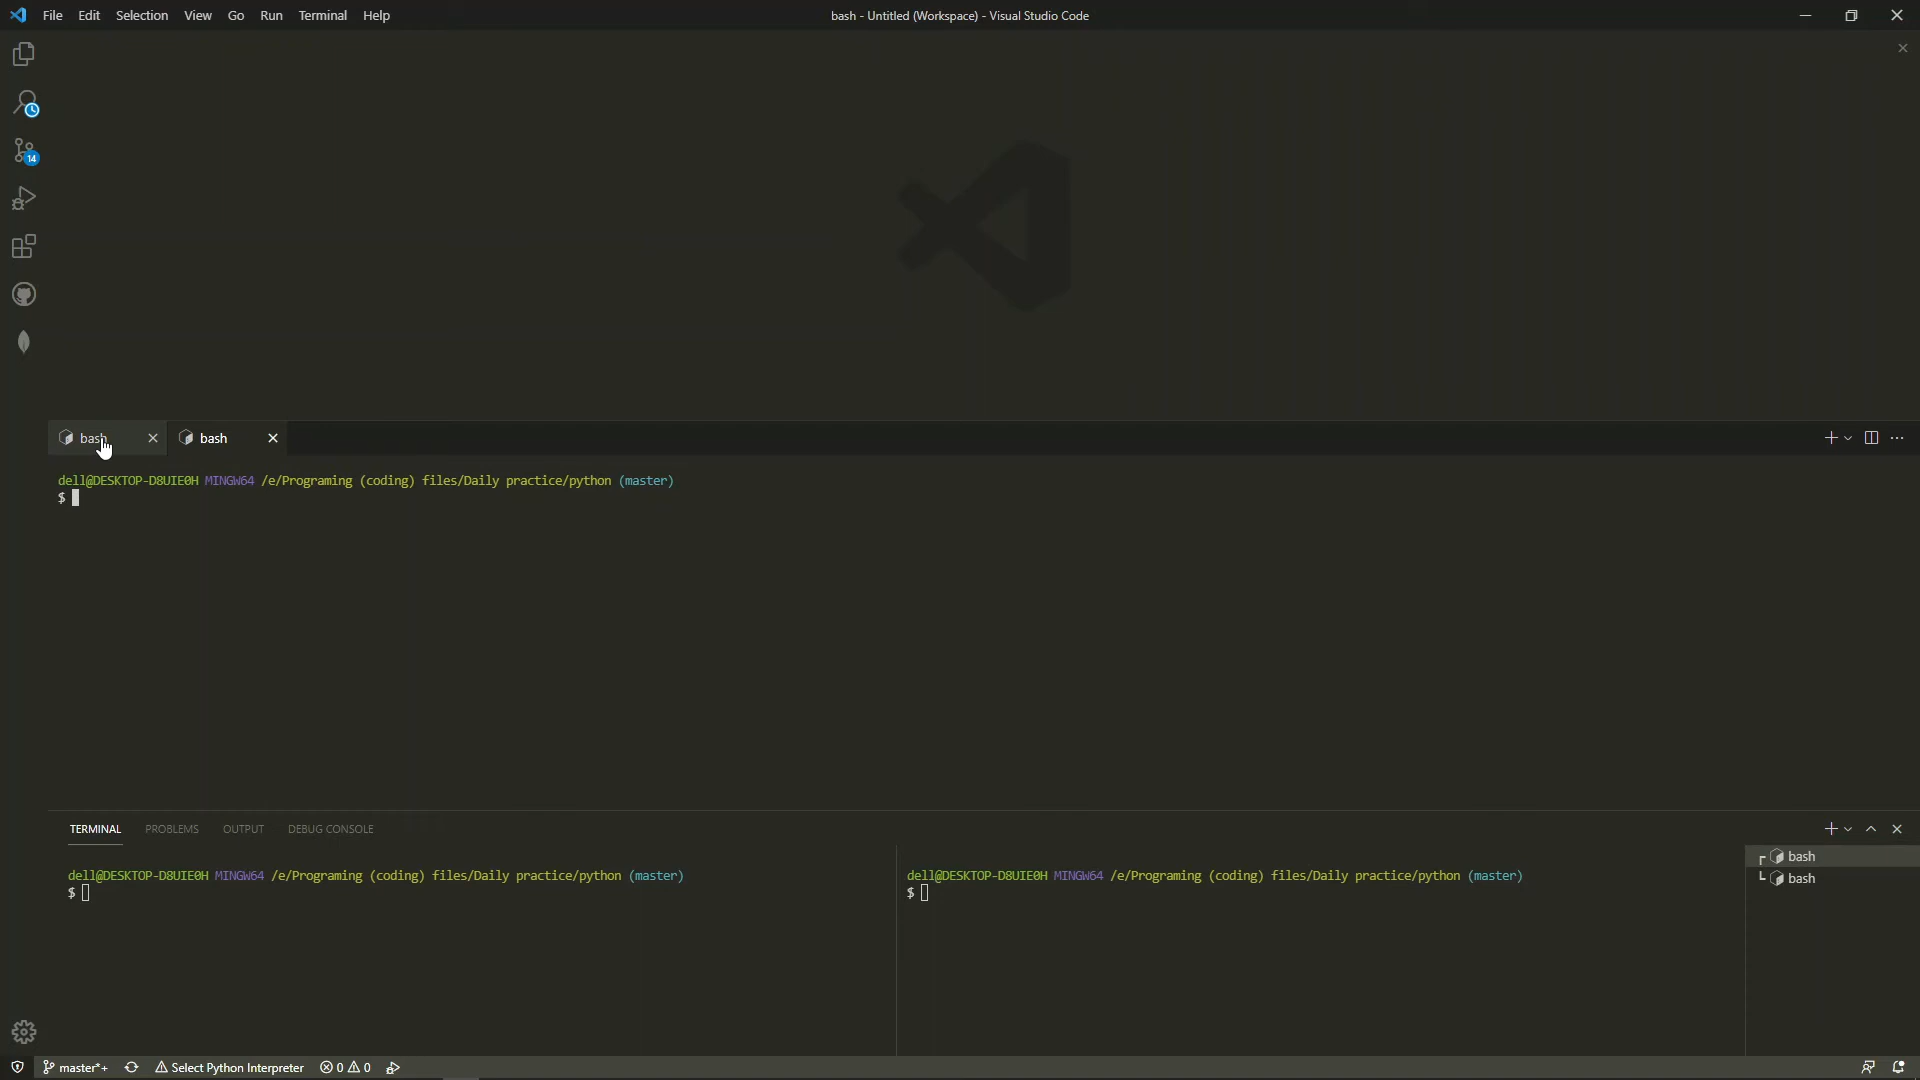 File Edit Selection View Go Run Terminal Help
bash - Untitled (Workspace) - Visual Studio Code
14
bash
bash
dell@DESKTOP-D8UIE0H MINGW64 /e/Programing (coding) files/Daily practice/python (master)
$
TERMINAL PROBLEMS OUTPUT DEBUG CONSOLE
dell@DESKTOP-D8UIE0H MINGW64 /e/Programing (coding) files/Daily practice/python (master)
$
dell@DESKTOP-D8UIE0H MINGW64 /e/Programing (coding) files/Daily practice/python (master)
$
bash
bash
master*+ Select Python Interpreter 0 0